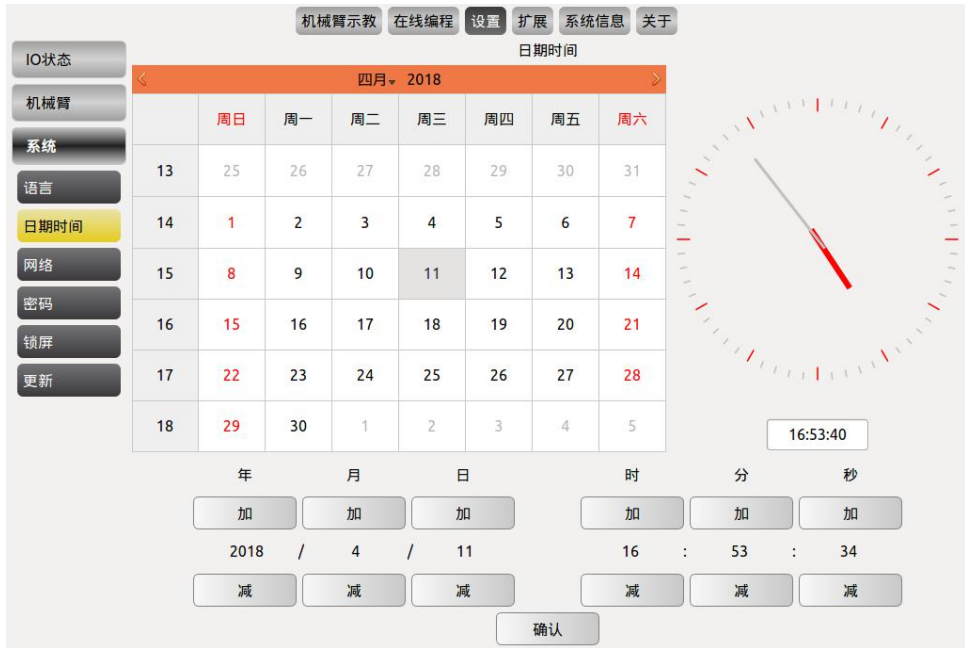 机械臂示教 在线编程 设置 扩展 系统信息 关于
日期时间
IO状态
机械臂
系统
语言
日期时间
网络
密码
锁屏
更新
四月 2018
周日 周一 周二 周三 周四 周五 周六
13 25 26 27 28 29 30 31
14 1 2 3 4 5 6 7
15 8 9 10 11 12 13 14
16 15 16 17 18 19 20 21
17 22 23 24 25 26 27 28
18 29 30 1 2 3 4 5
16:53:40
年 月 日 时 分 秒
加 加 加 加 加 加
2018 / 4 / 11 16 : 53 : 34
减 减 减 减 减 减
确认